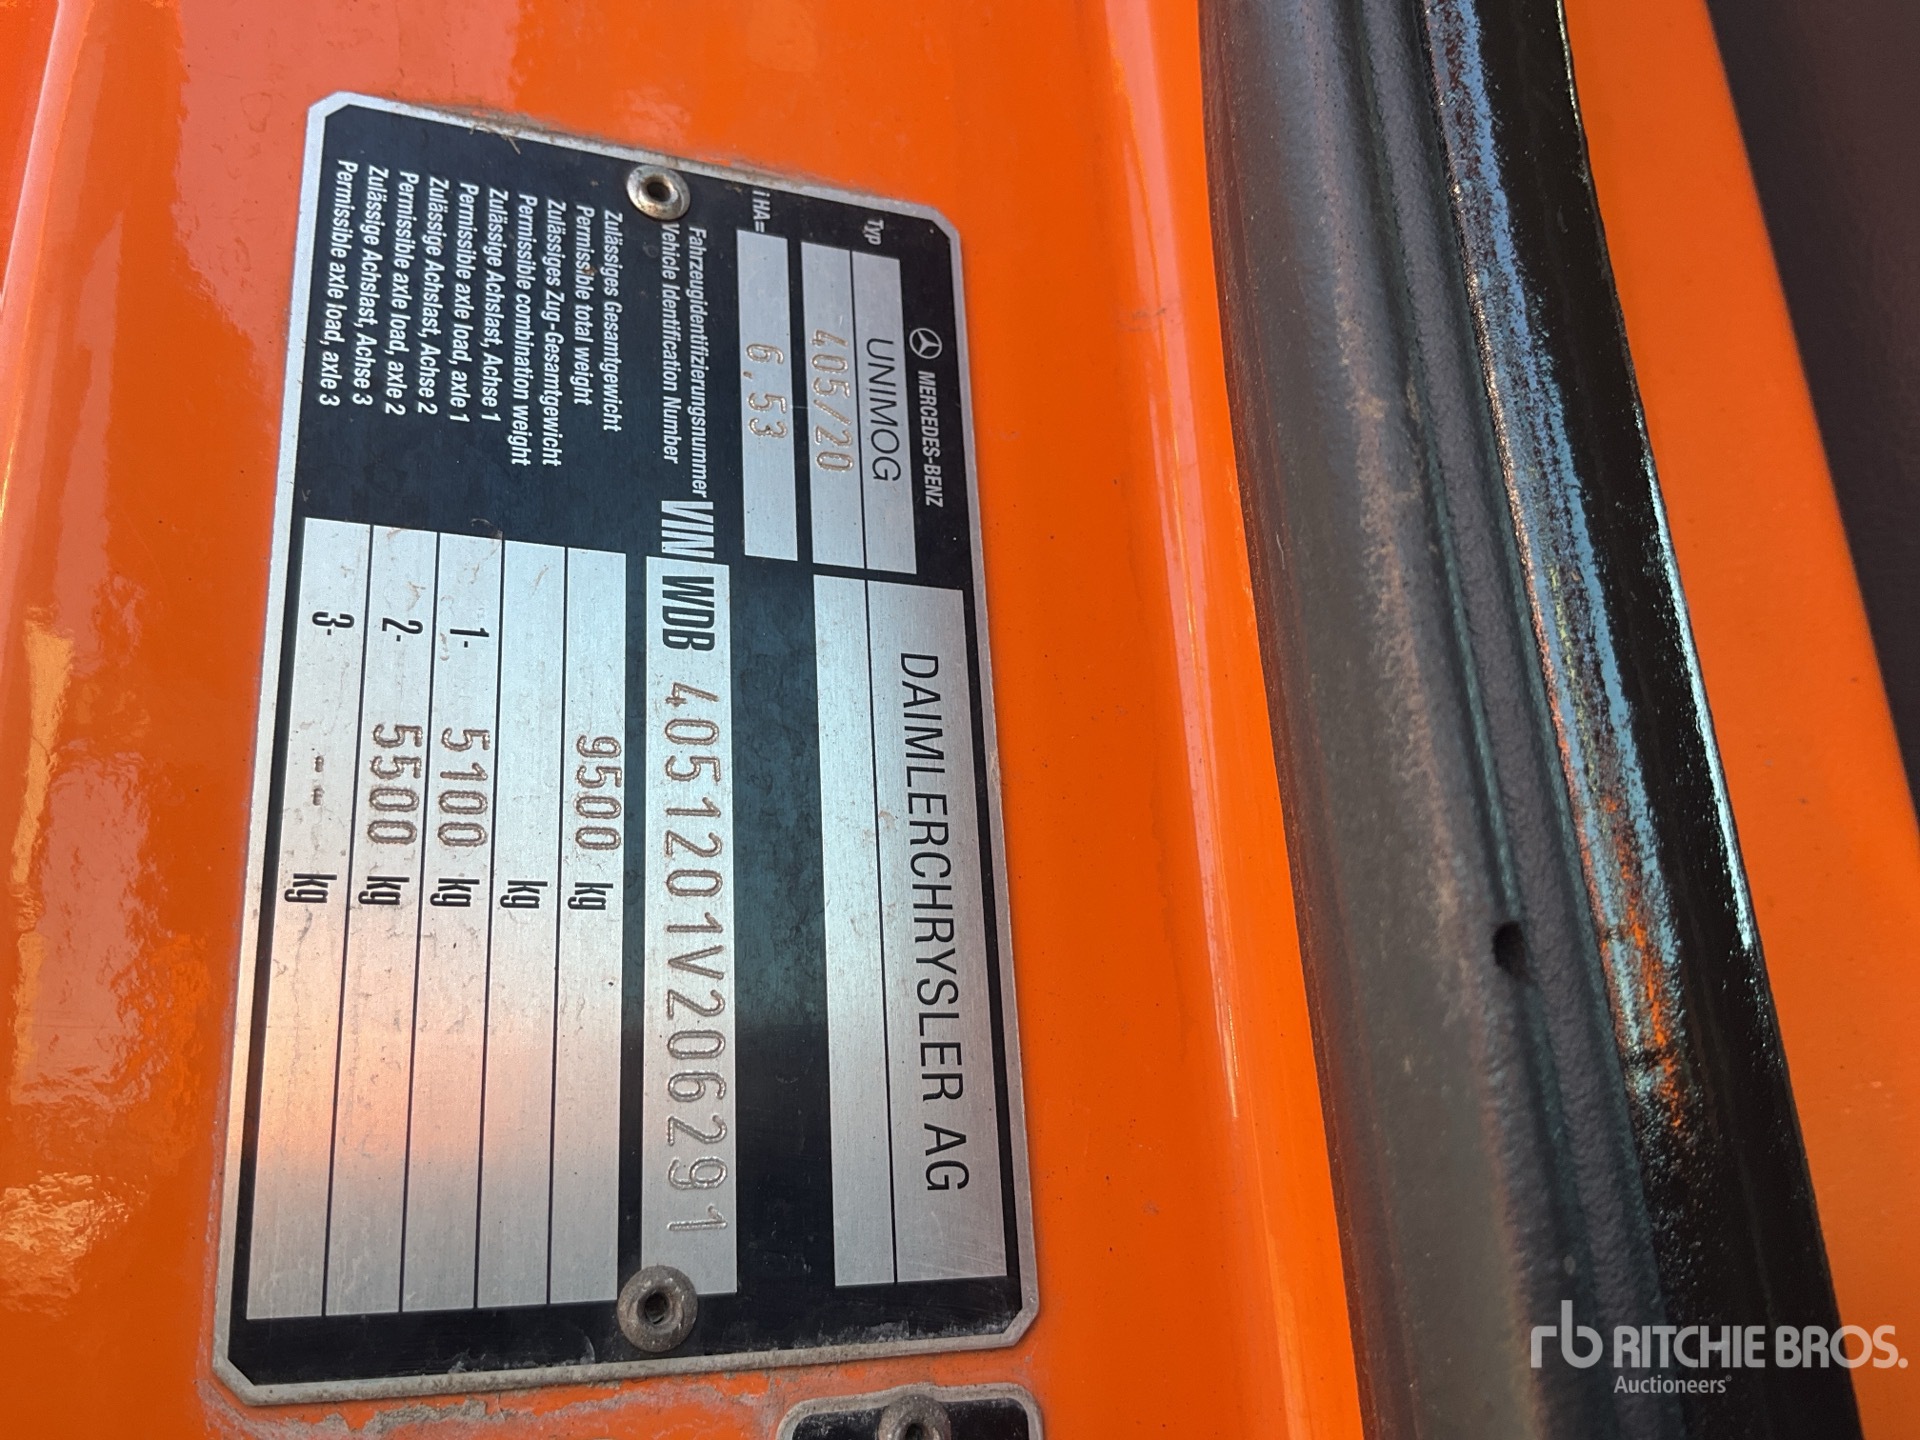 MERCEDES-BENZ
DAIMLERCHRYSLER AG
Typ UNIMOG
405/20
i HA= 6,53
Fahrzeugidentifizierungsnummer
Vehicle Identification Number
VIN WDB 4051201V206291
Zulässiges Gesamtgewicht
Permissible total weight
9500 kg
Zulässiges Zug-Gesamtgewicht
Permissible combination weight
kg
Zulässige Achslast, Achse 1
Permissible axle load, axle 1
1- 5100 kg
Zulässige Achslast, Achse 2
Permissible axle load, axle 2
2- 5500 kg
Zulässige Achslast, Achse 3
Permissible axle load, axle 3
3- -- kg
rb RITCHIE BROS.
Auctioneers®